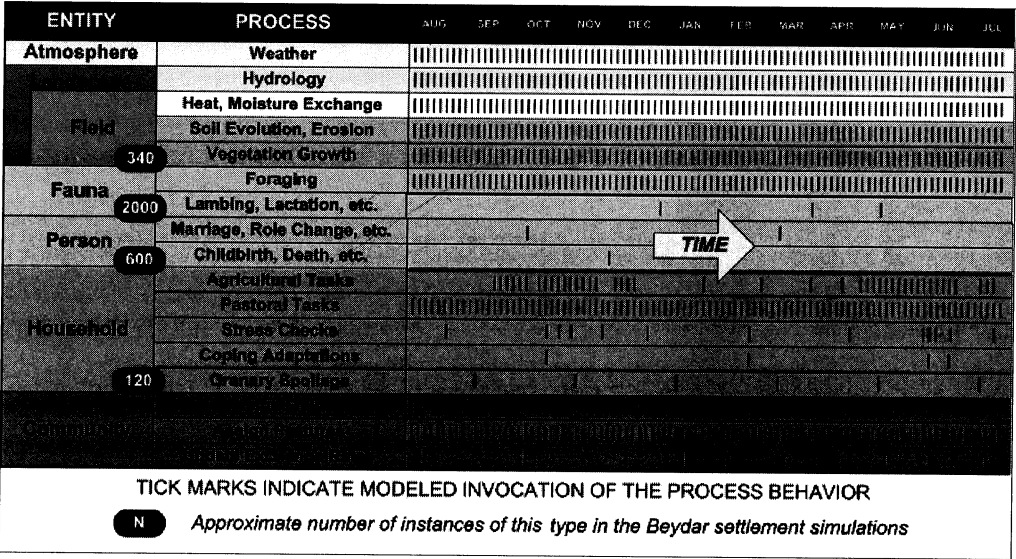 ENTITY PROCESS AUG SEP OCT NOV DEC JAN FEB MAR APR MAY JUN JUL
Atmosphere Weather
Hydrology
Heat, Moisture Exchange
Field Soil Evolution, Erosion
340 Vegetation Growth
Fauna Foraging
2000 Lambing, Lactation, etc.
Person Marriage, Role Change, etc.
TIME
600 Childbirth, Death, etc.
Agricultural Tasks
Pastoral Tasks
Household Stress Checks
Coping Adaptations
120 Granary Spoilage
Community
TICK MARKS INDICATE MODELED INVOCATION OF THE PROCESS BEHAVIOR
N Approximate number of instances of this type in the Beydar settlement simulations